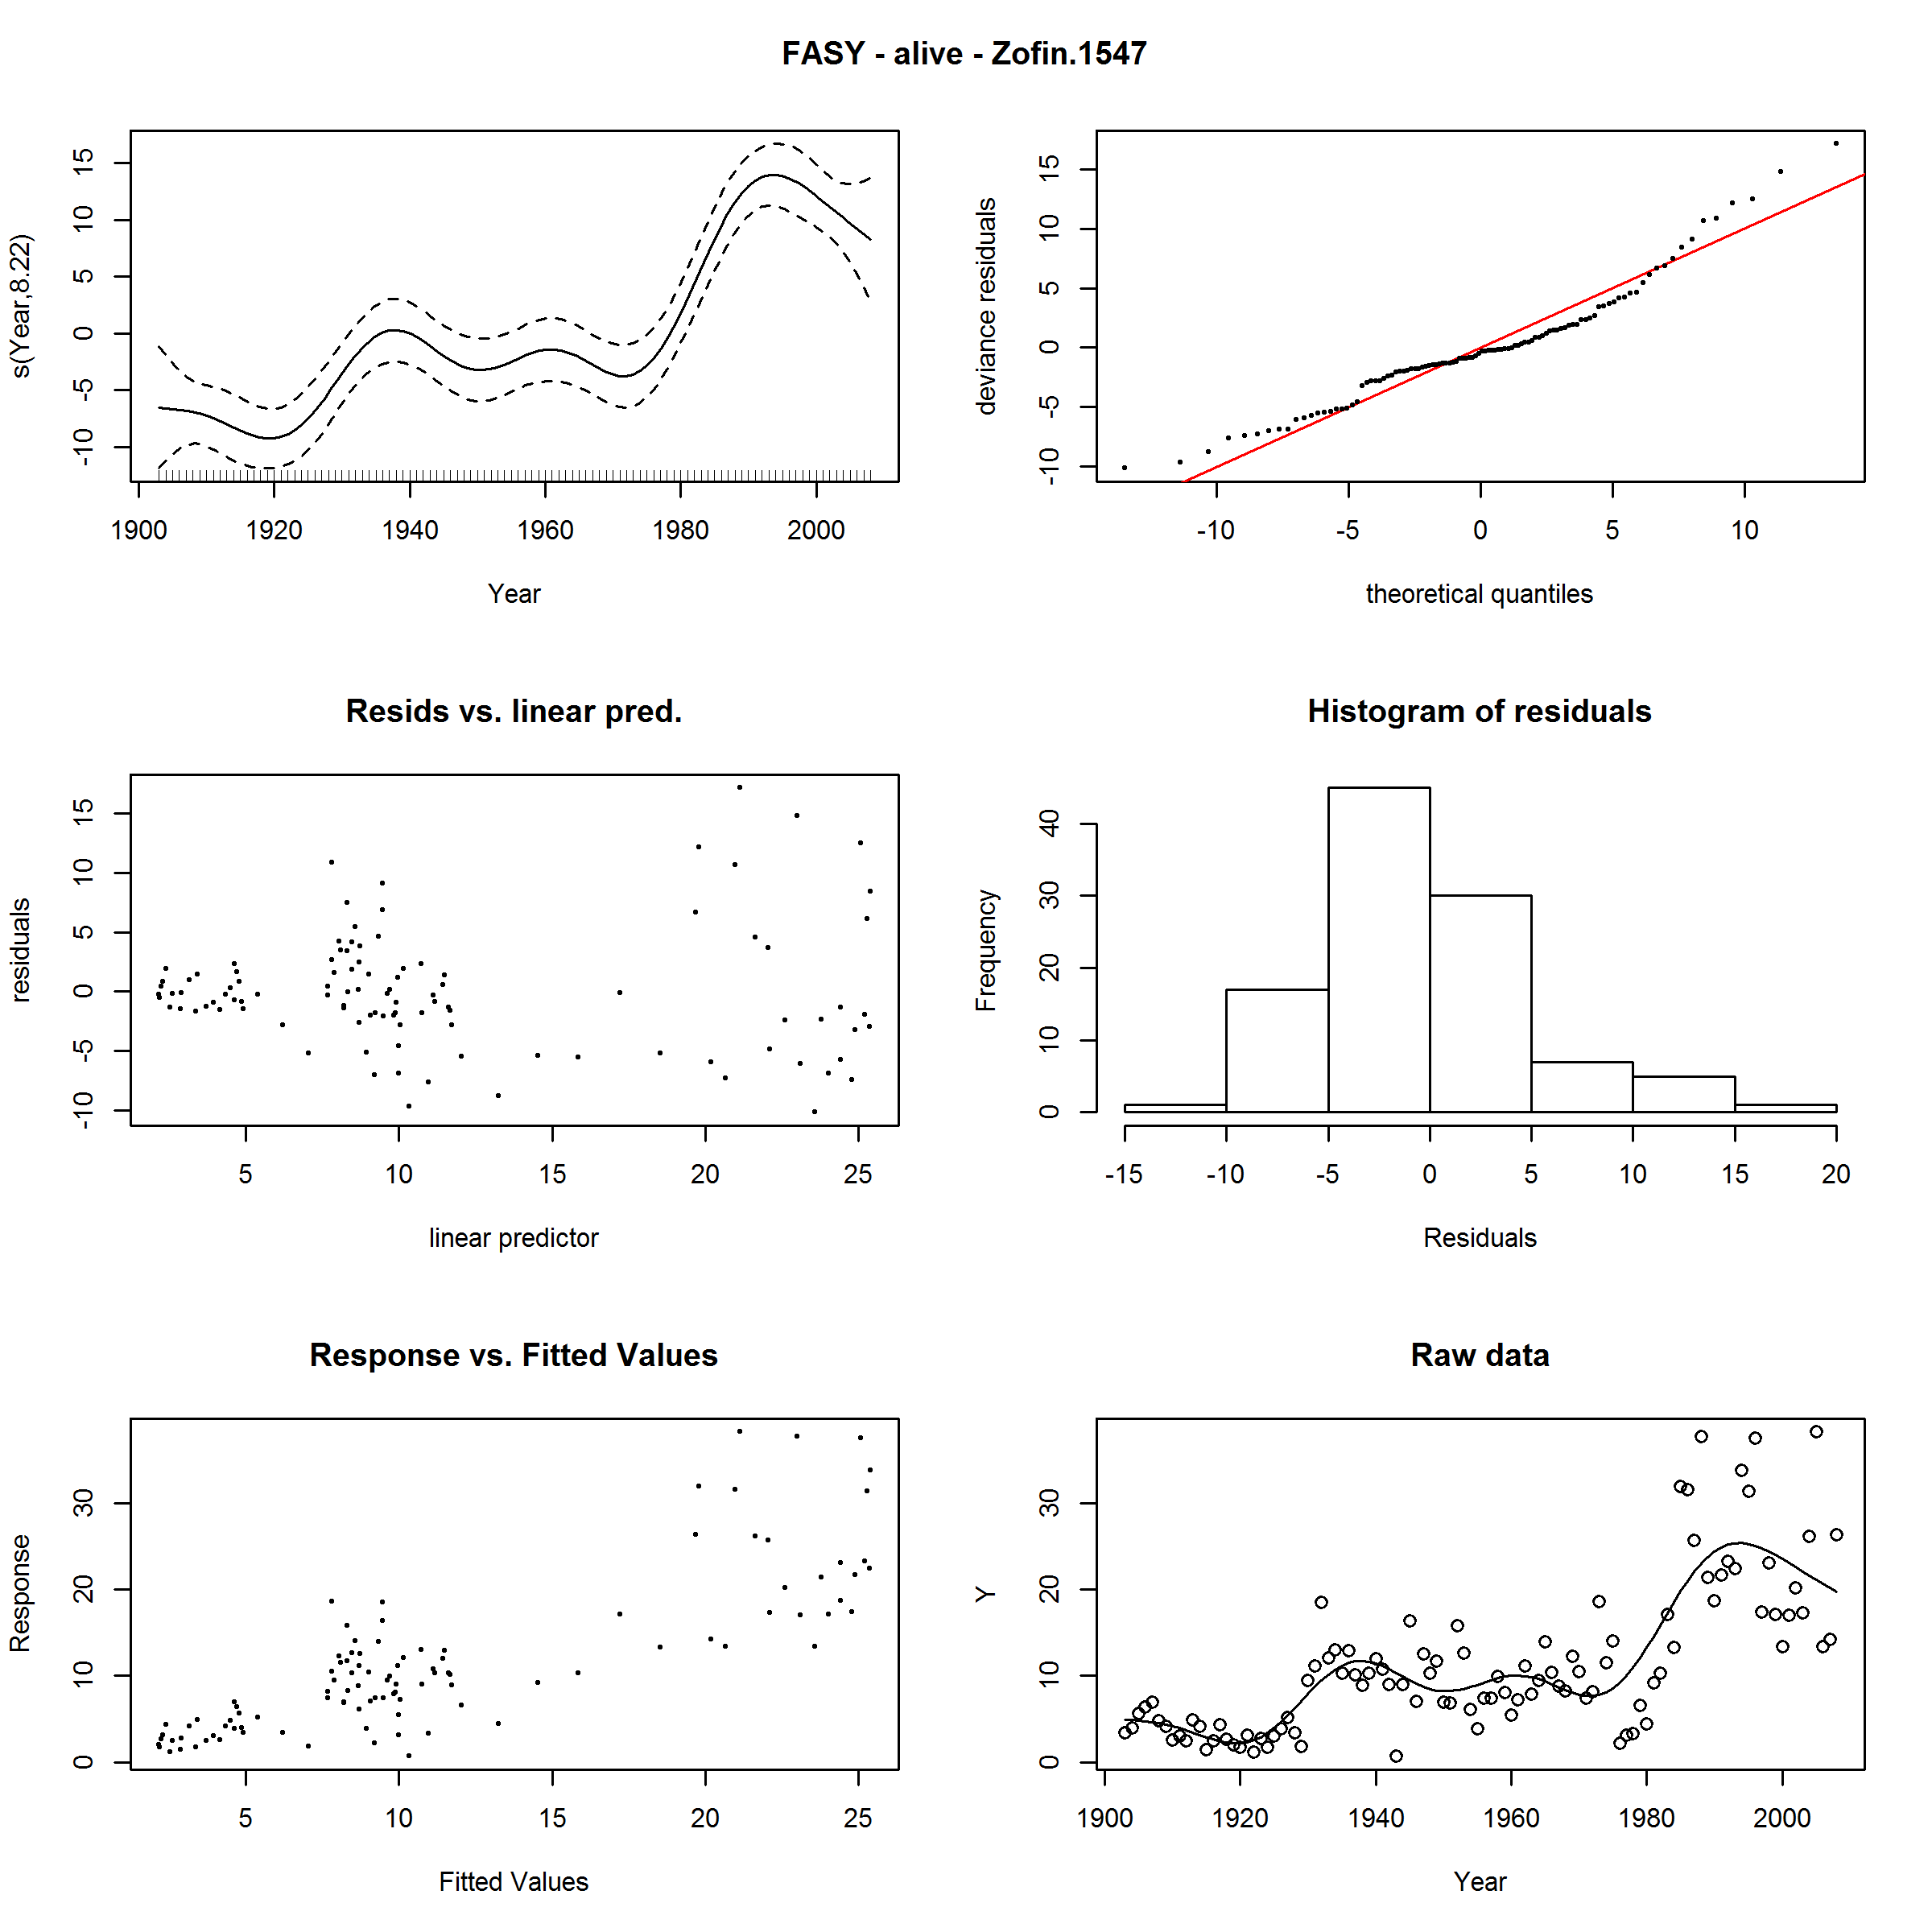 FASY - alive - Zofin.1547
s(Year,8.22)
-10 -5 0 5 10 15
1900 1920 1940 1960 1980 2000
Year
deviance residuals
-10 -5 0 5 10 15
-10 -5 0 5 10
theoretical quantiles
Resids vs. linear pred.
residuals
-10 -5 0 5 10 15
5 10 15 20 25
linear predictor
Histogram of residuals
Frequency
0 10 20 30 40
-15 -10 -5 0 5 10 15 20
Residuals
Response vs. Fitted Values
Response
0 10 20 30
5 10 15 20 25
Fitted Values
Raw data
Y
0 10 20 30
1900 1920 1940 1960 1980 2000
Year